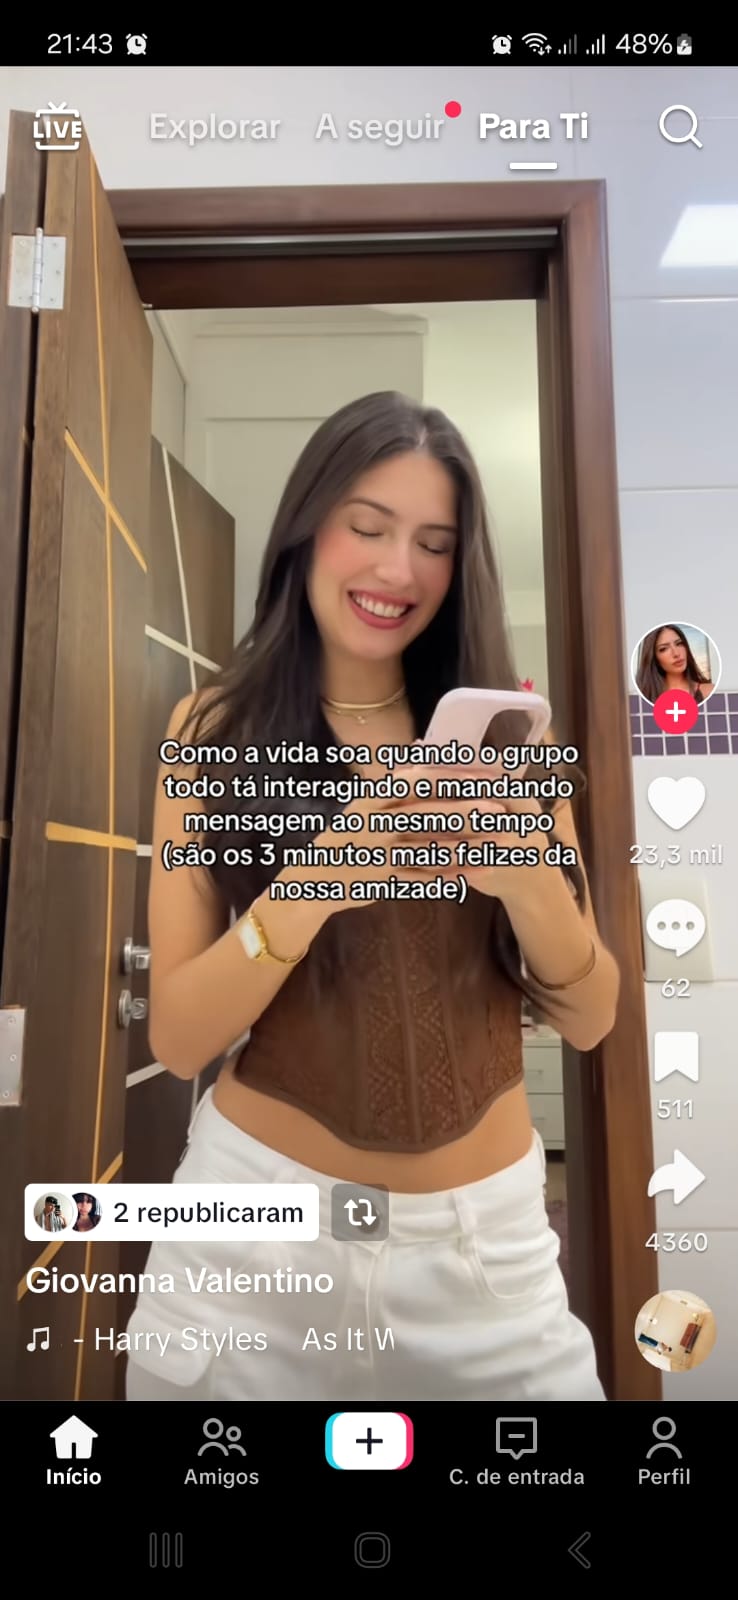 21:43
48%
LIVE
Explorar
A seguir
Para Ti
Como a vida soa quando o grupo
todo tá interagindo e mandando
mensagem ao mesmo tempo
(são os 3 minutos mais felizes da
nossa amizade)
23,3 mil
62
511
4360
2 republicaram
Giovanna Valentino
- Harry Styles As It W
Início
Amigos
C. de entrada
Perfil